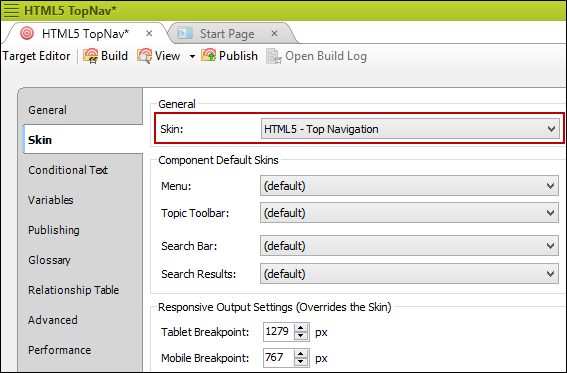 HTML5 TopNav*
HTML5 TopNav* × Start Page ×
Target Editor Build View Publish Open Build Log
General
Skin
Conditional Text
Variables
Publishing
Glossary
Relationship Table
Advanced
Performance
General
Skin: HTML5 - Top Navigation
Component Default Skins
Menu: (default)
Topic Toolbar: (default)
Search Bar: (default)
Search Results: (default)
Responsive Output Settings (Overrides the Skin)
Tablet Breakpoint: 1279 px
Mobile Breakpoint: 767 px